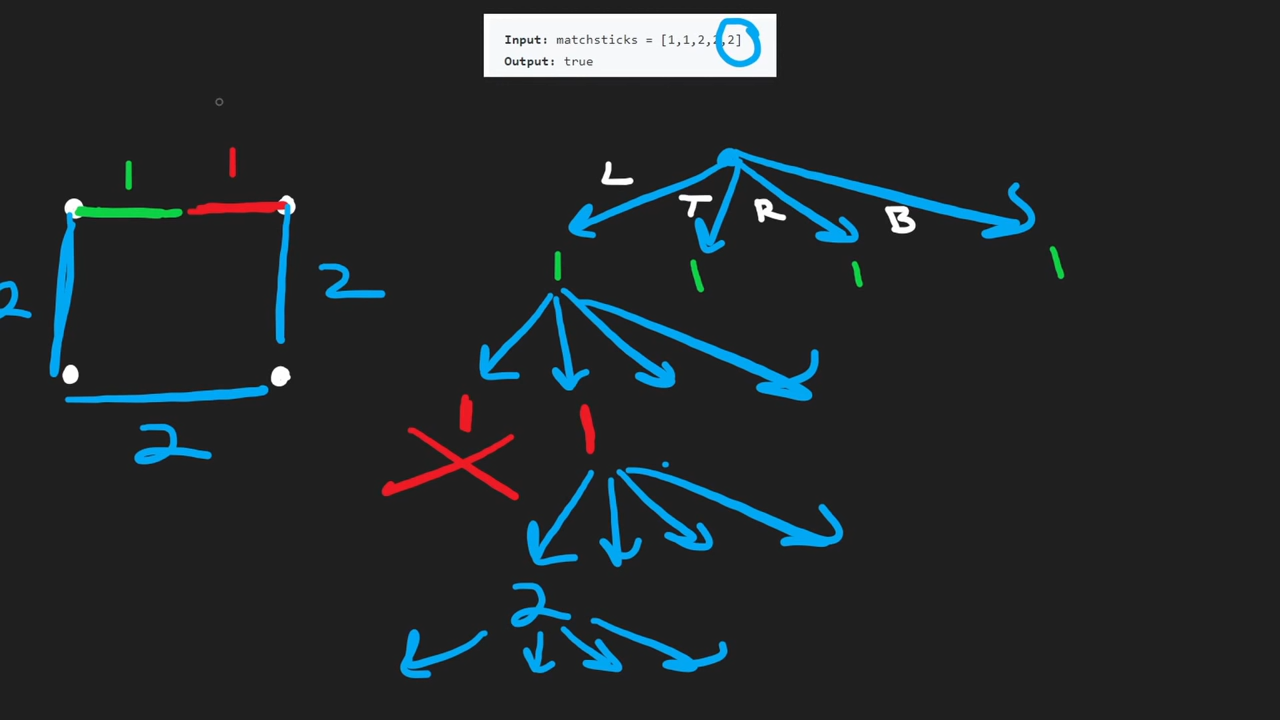 Input: matchsticks = [1,1,2,2,2]
Output: true
1 1
L T R B
1 1 1 1
2 2
1 1
2
2